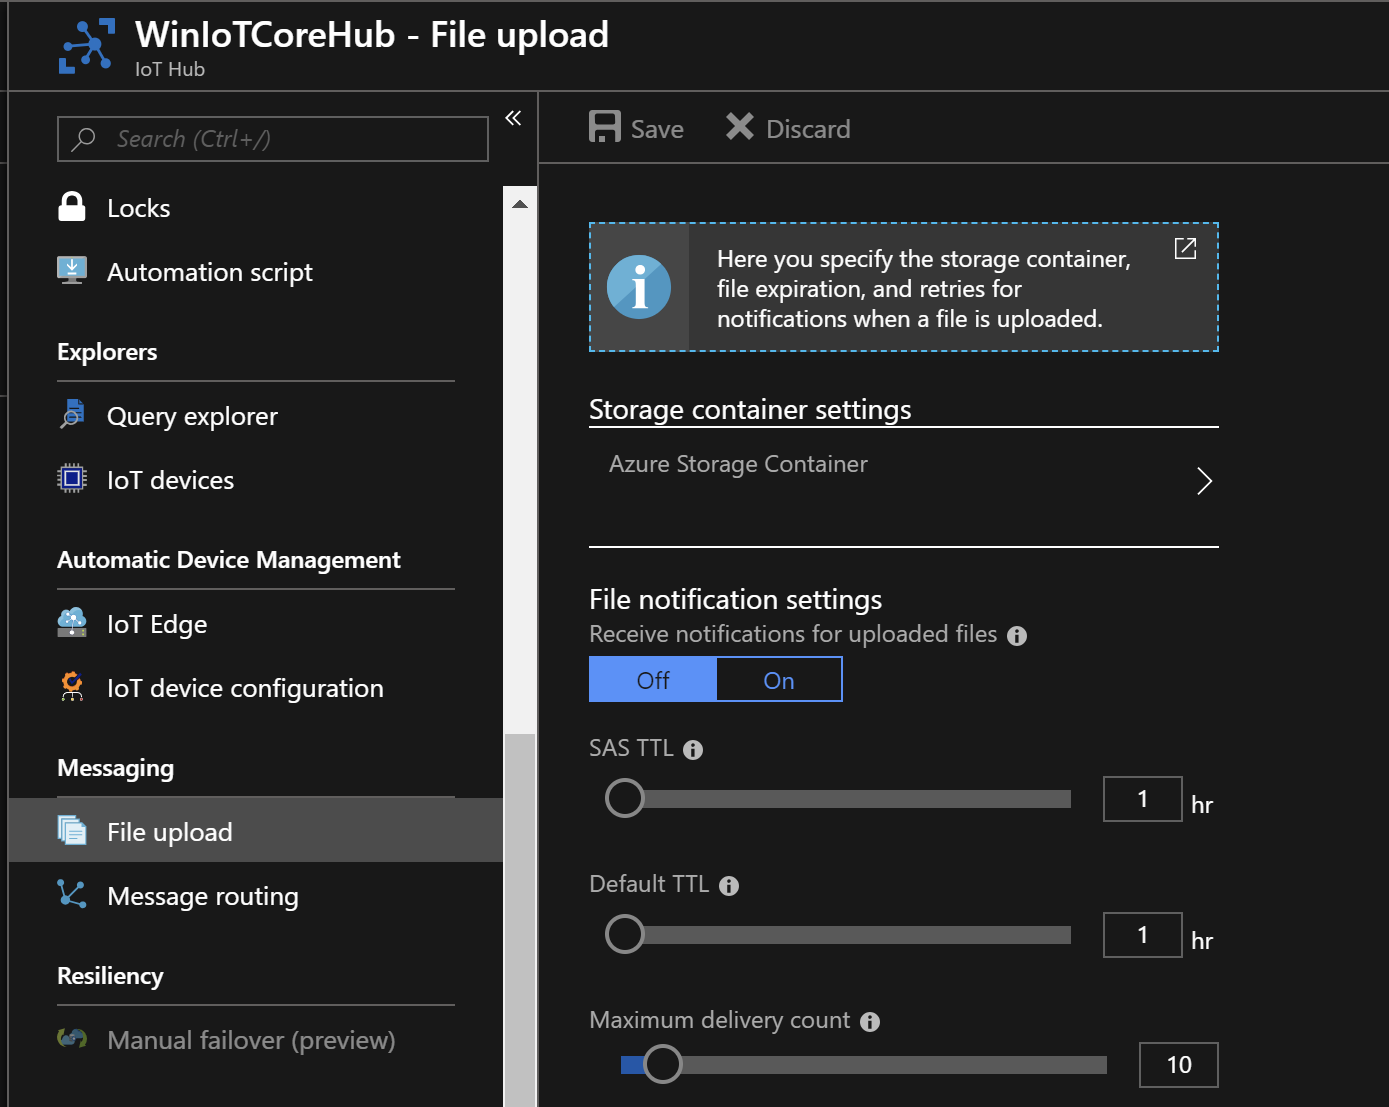 WinIoTCoreHub - File upload
IoT Hub
Search (Ctrl+/)
Locks
Automation script
Explorers
Query explorer
IoT devices
Automatic Device Management
IoT Edge
IoT device configuration
Messaging
File upload
Message routing
Resiliency
Manual failover (preview)
Save Discard
Here you specify the storage container,
file expiration, and retries for
notifications when a file is uploaded.
Storage container settings
Azure Storage Container
File notification settings
Receive notifications for uploaded files
Off On
SAS TTL
1 hr
Default TTL
1 hr
Maximum delivery count
10